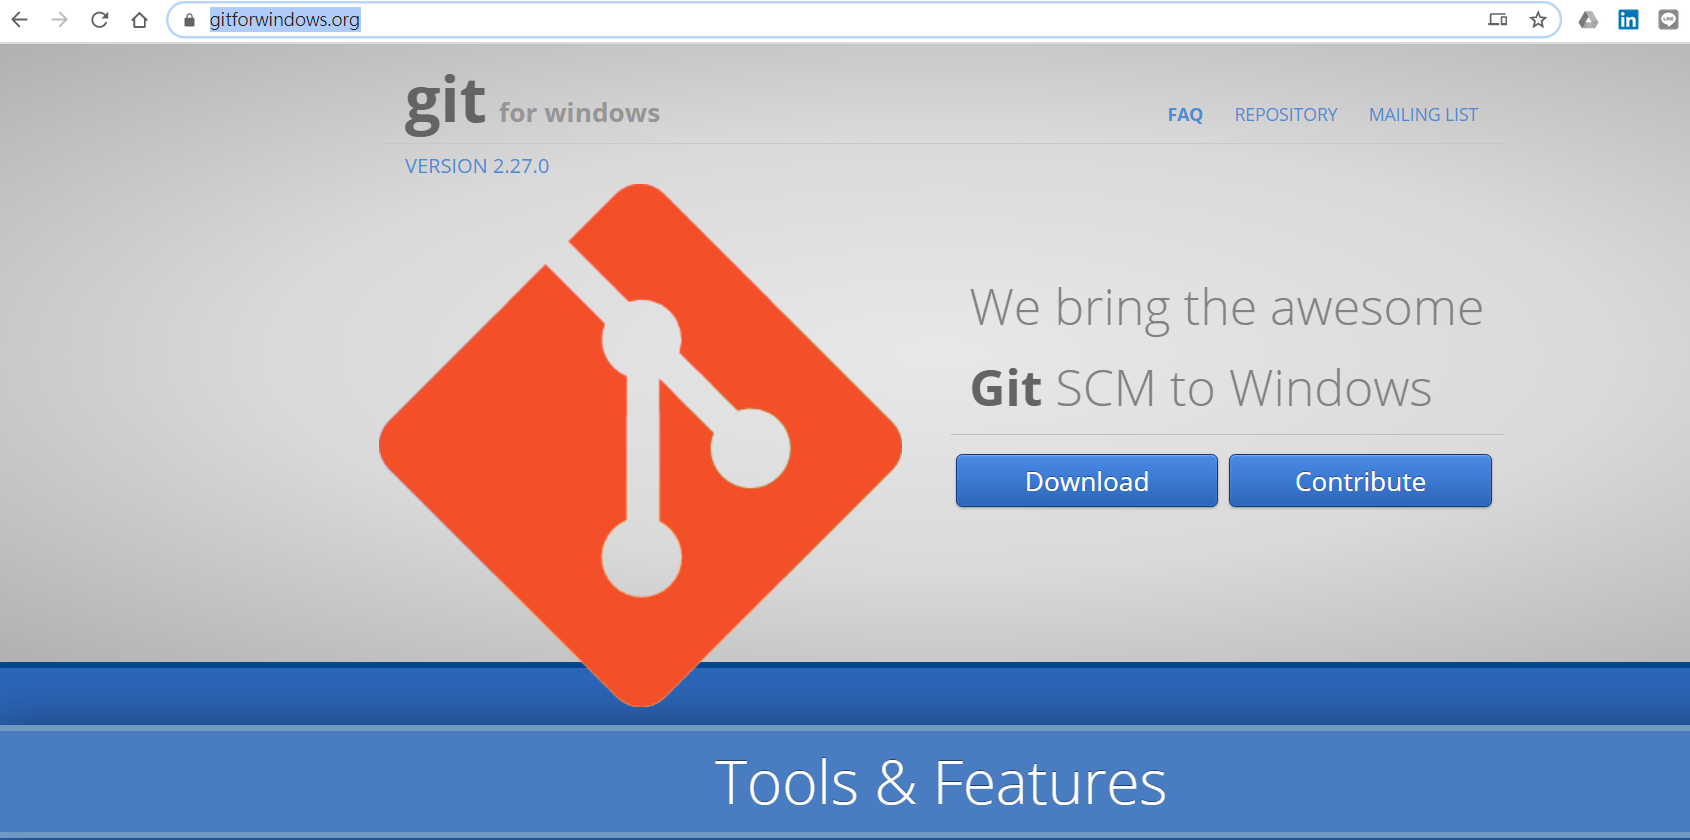 gitforwindows.org
git for windows
FAQ REPOSITORY MAILING LIST
VERSION 2.27.0
We bring the awesome
Git SCM to Windows
Download Contribute
Tools & Features